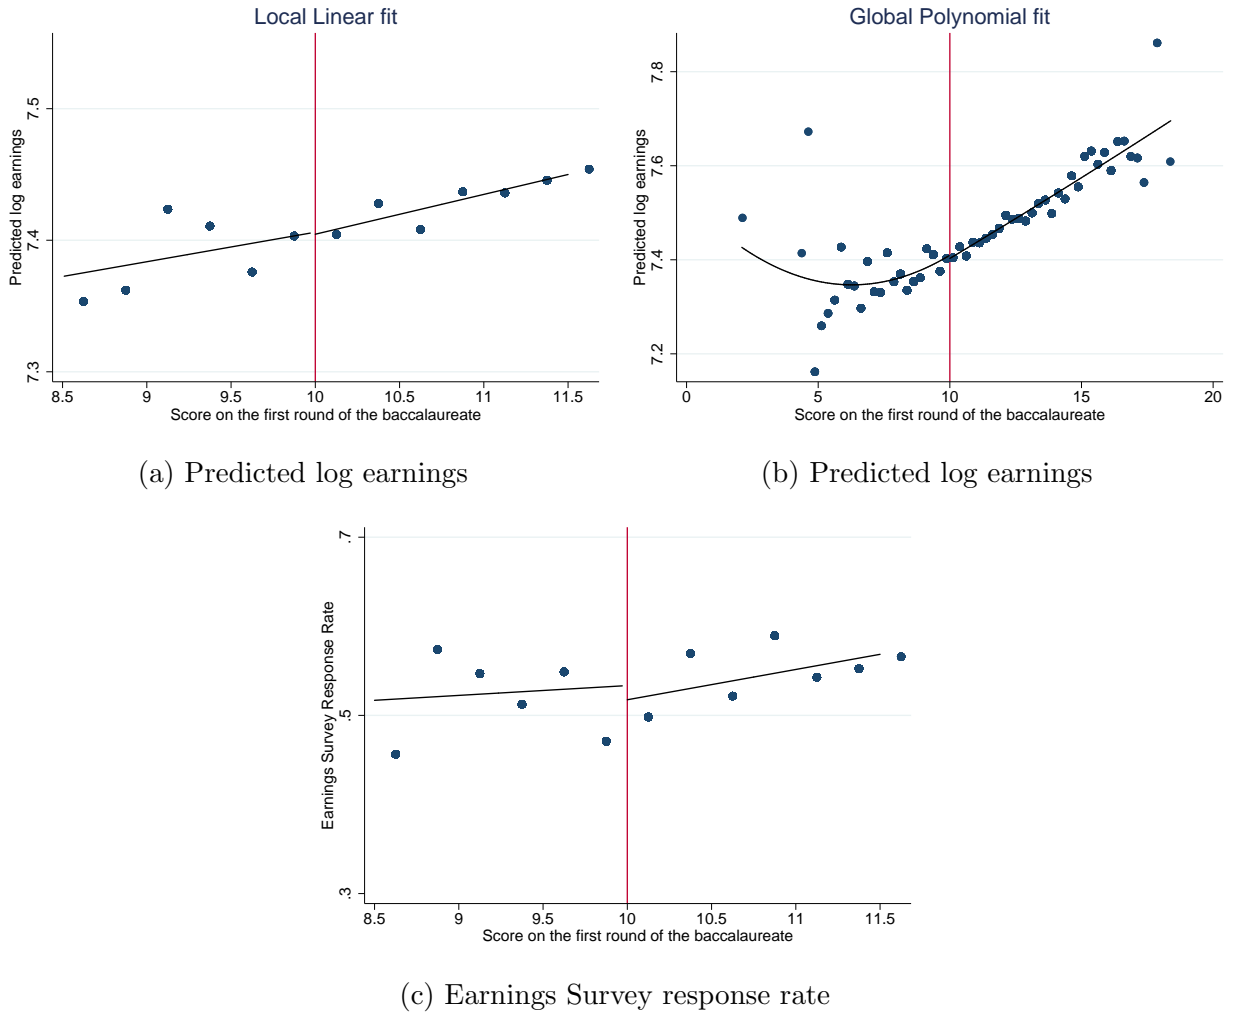 Local Linear fit
Predicted log earnings
7.5
7.4
7.3
8.5 9 9.5 10 10.5 11 11.5
Score on the first round of the baccalaureate
(a) Predicted log earnings
Global Polynomial fit
Predicted log earnings
7.8
7.6
7.4
7.2
0 5 10 15 20
Score on the first round of the baccalaureate
(b) Predicted log earnings
Earnings Survey Response Rate
.7
.5
.3
8.5 9 9.5 10 10.5 11 11.5
Score on the first round of the baccalaureate
(c) Earnings Survey response rate